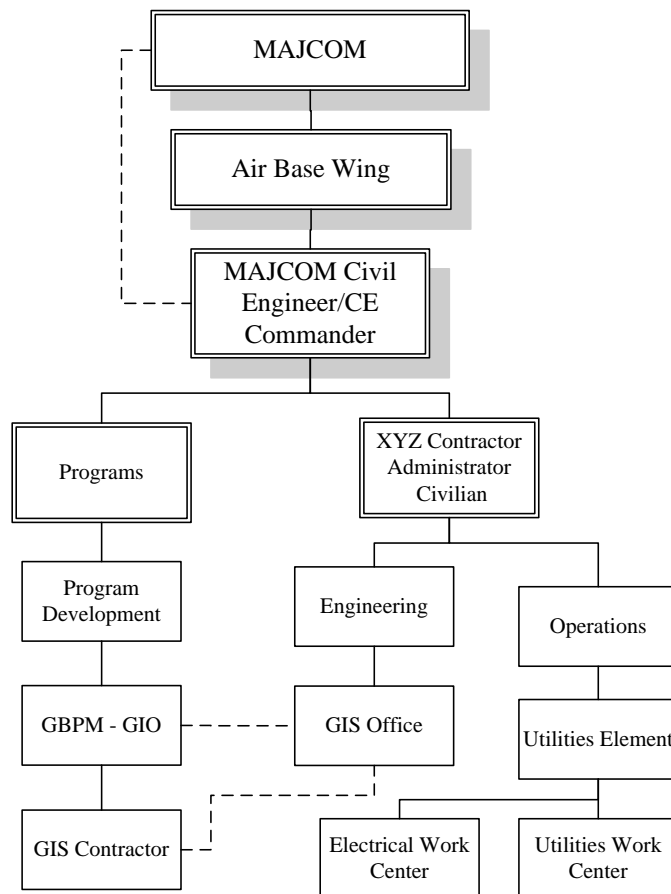 MAJCOM
Air Base Wing
MAJCOM Civil
Engineer/CE
Commander
Programs
XYZ Contractor
Administrator
Civilian
Program
Development
Engineering
Operations
GBPM - GIO
GIS Office
Utilities Element
GIS Contractor
Electrical Work
Center
Utilities Work
Center